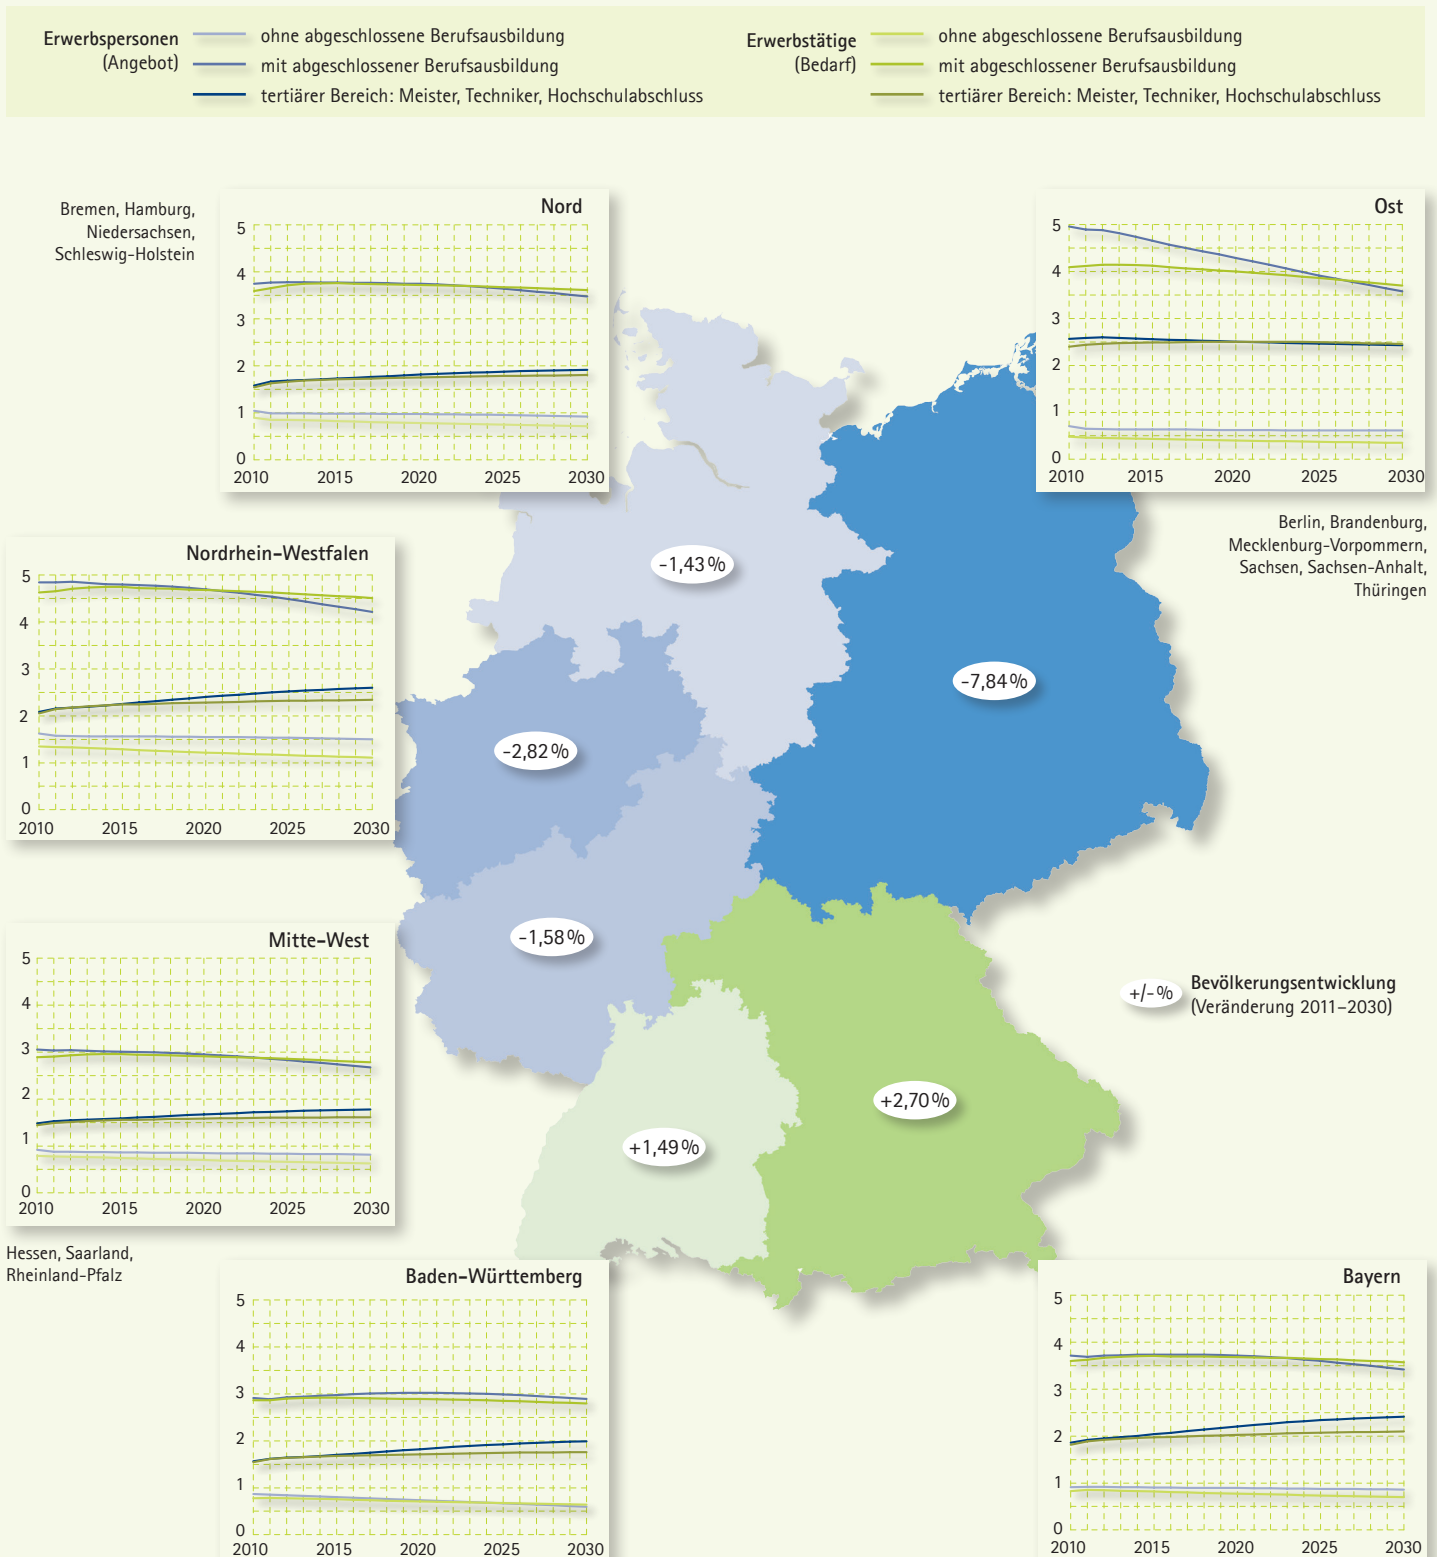 Erwerbspersonen
(Angebot)
ohne abgeschlossene Berufsausbildung
mit abgeschlossener Berufsausbildung
tertiärer Bereich: Meister, Techniker, Hochschulabschluss
Erwerbstätige
(Bedarf)
ohne abgeschlossene Berufsausbildung
mit abgeschlossener Berufsausbildung
tertiärer Bereich: Meister, Techniker, Hochschulabschluss
Bremen, Hamburg,
Niedersachsen,
Schleswig-Holstein
Nord
5
4
3
2
1
0
2010 2015 2020 2025 2030
Ost
5
4
3
2
1
0
2010 2015 2020 2025 2030
Berlin, Brandenburg,
Mecklenburg-Vorpommern,
Sachsen, Sachsen-Anhalt,
Thüringen
Nordrhein-Westfalen
5
4
3
2
1
0
2010 2015 2020 2025 2030
-1,43%
-7,84%
-2,82%
-1,58%
+2,70%
+1,49%
Mitte-West
5
4
3
2
1
0
2010 2015 2020 2025 2030
Hessen, Saarland,
Rheinland-Pfalz
+/-%
Bevölkerungsentwicklung
(Veränderung 2011–2030)
Baden-Württemberg
5
4
3
2
1
0
2010 2015 2020 2025 2030
Bayern
5
4
3
2
1
0
2010 2015 2020 2025 2030